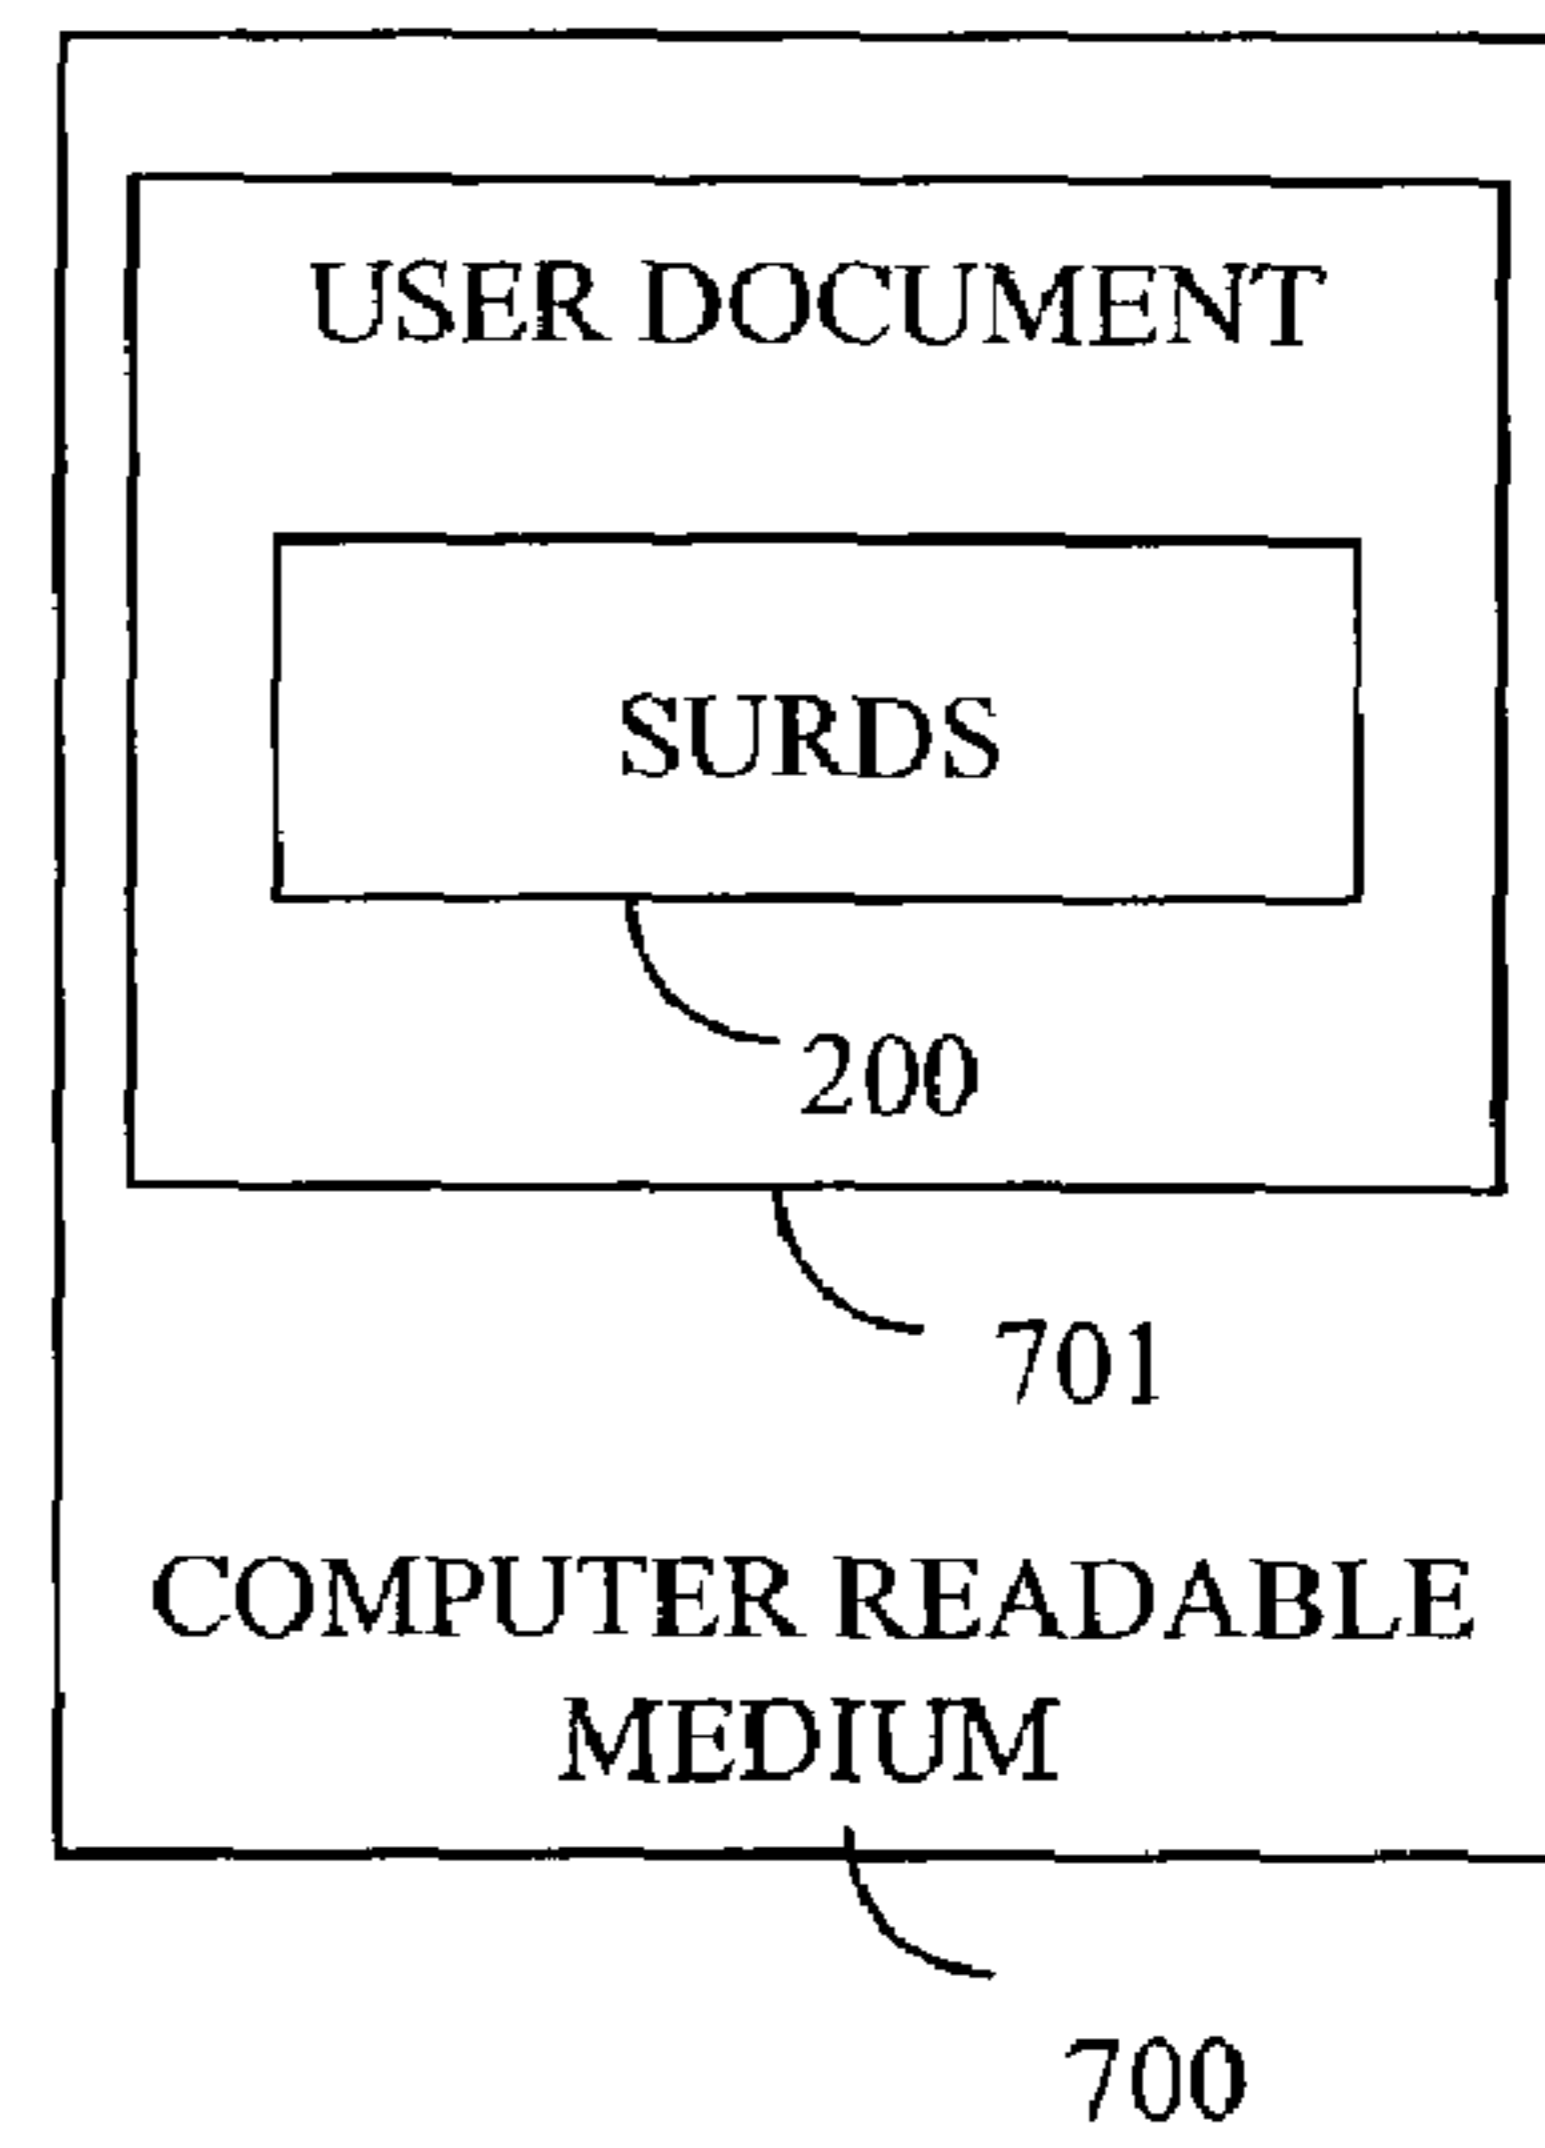 USER DOCUMENT
SURDS
200
701
COMPUTER READABLE
MEDIUM
700